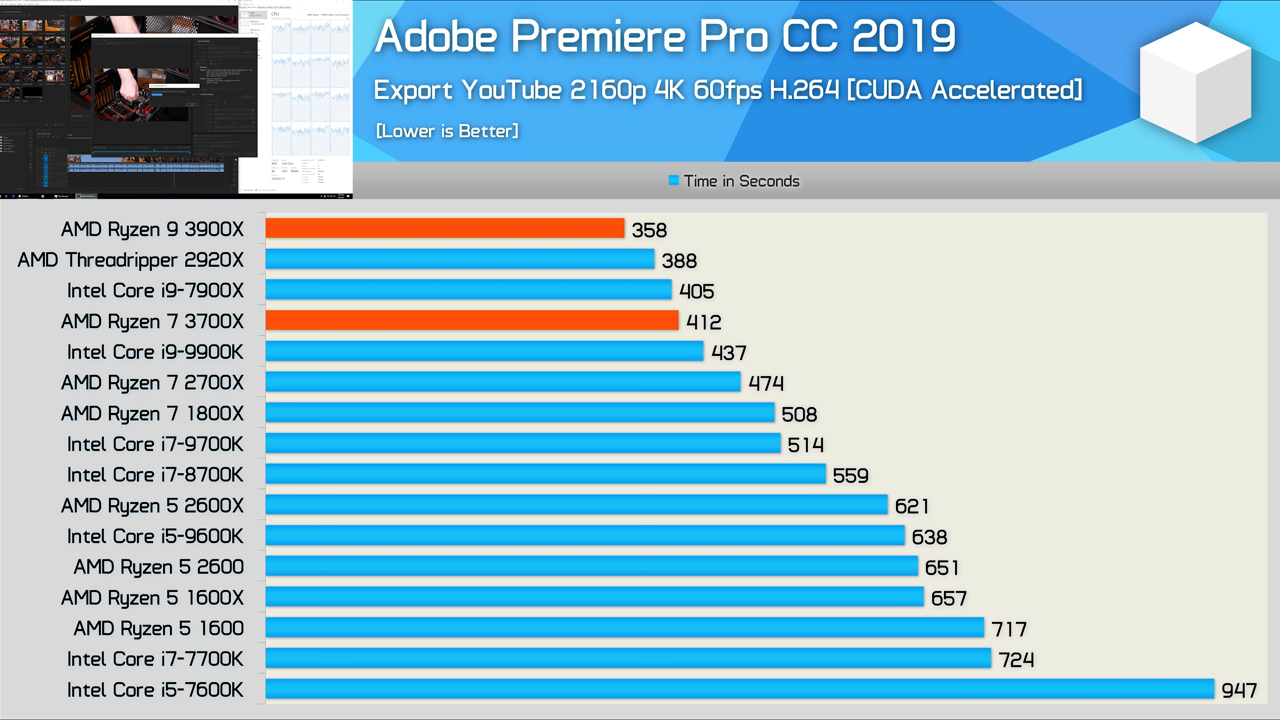 Adobe Premiere Pro CC 2019
Export YouTube 2160p 4K 60fps H.264 [CUDA Accelerated]
[Lower is Better]
Time in Seconds
CPU
AMD Ryzen 9 3900X 358
AMD Threadripper 2920X 388
Intel Core i9-7900X 405
AMD Ryzen 7 3700X 412
Intel Core i9-9900K 437
AMD Ryzen 7 2700X 474
AMD Ryzen 7 1800X 508
Intel Core i7-9700K 514
Intel Core i7-8700K 559
AMD Ryzen 5 2600X 621
Intel Core i5-9600K 638
AMD Ryzen 5 2600 651
AMD Ryzen 5 1600X 657
AMD Ryzen 5 1600 717
Intel Core i7-7700K 724
Intel Core i5-7600K 947